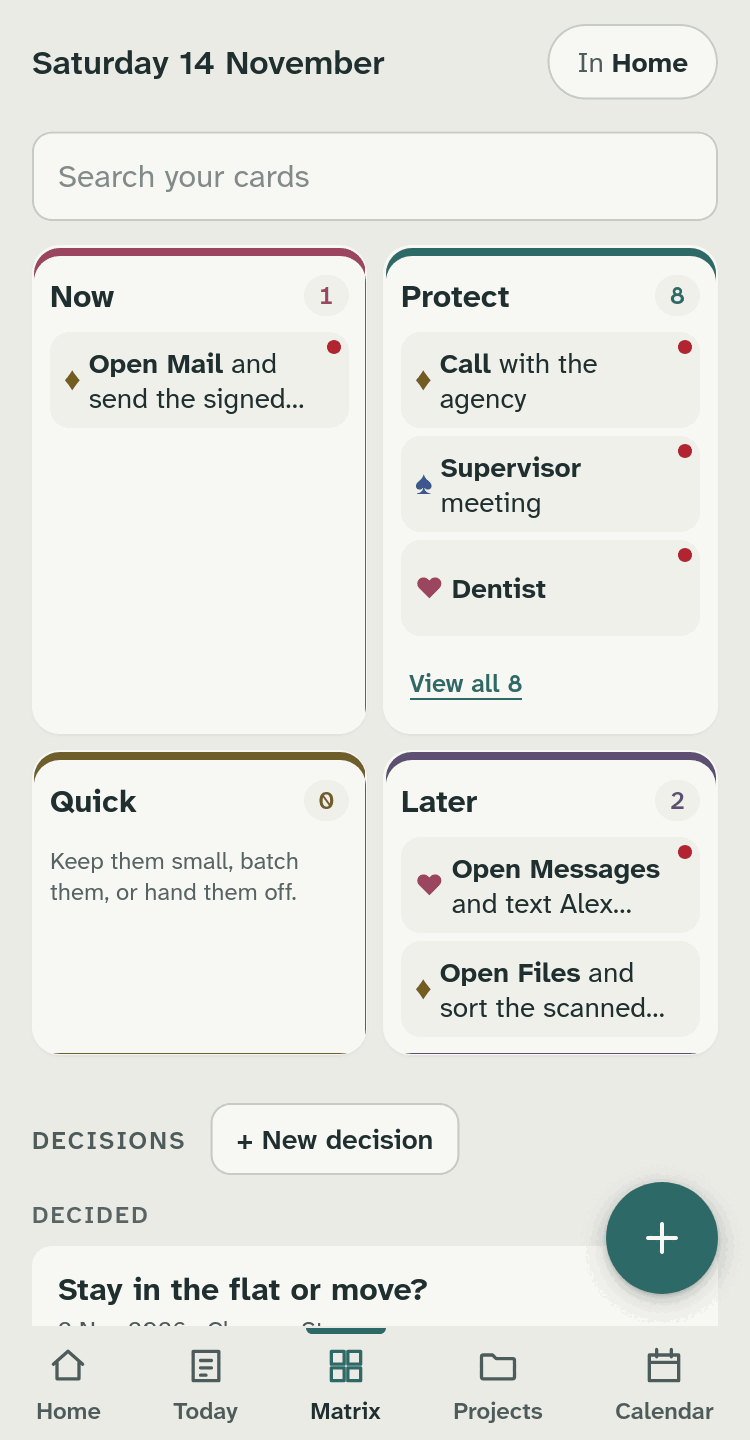 Saturday 14 November
In Home
Search your cards
Now
1
Open Mail and
send the signed...
Protect
8
Call with the
agency
Supervisor
meeting
Dentist
View all 8
Quick
0
Keep them small, batch
them, or hand them off.
Later
2
Open Messages
and text Alex...
Open Files and
sort the scanned...
DECISIONS
+ New decision
DECIDED
Stay in the flat or move?
Home
Today
Matrix
Projects
Calendar